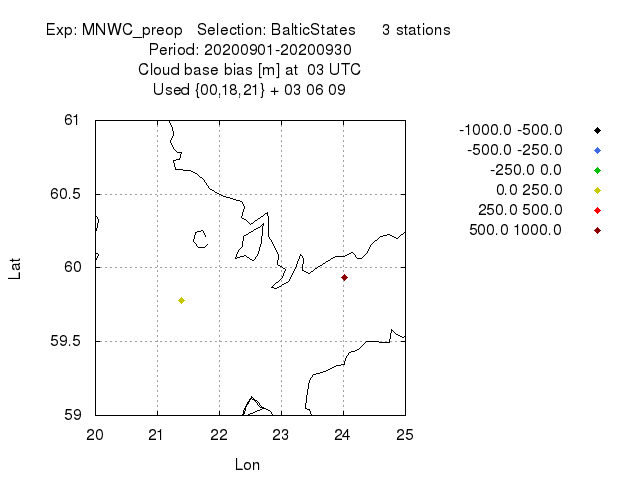 Exp: MNWC_preop Selection: BalticStates 3 stations
Period: 20200901-20200930
Cloud base bias [m] at 03 UTC
Used {00,18,21} + 03 06 09
61
60.5
60
59.5
59
20 21 22 23 24 25
Lat
Lon
-1000.0 -500.0
-500.0 -250.0
-250.0 0.0
0.0 250.0
250.0 500.0
500.0 1000.0